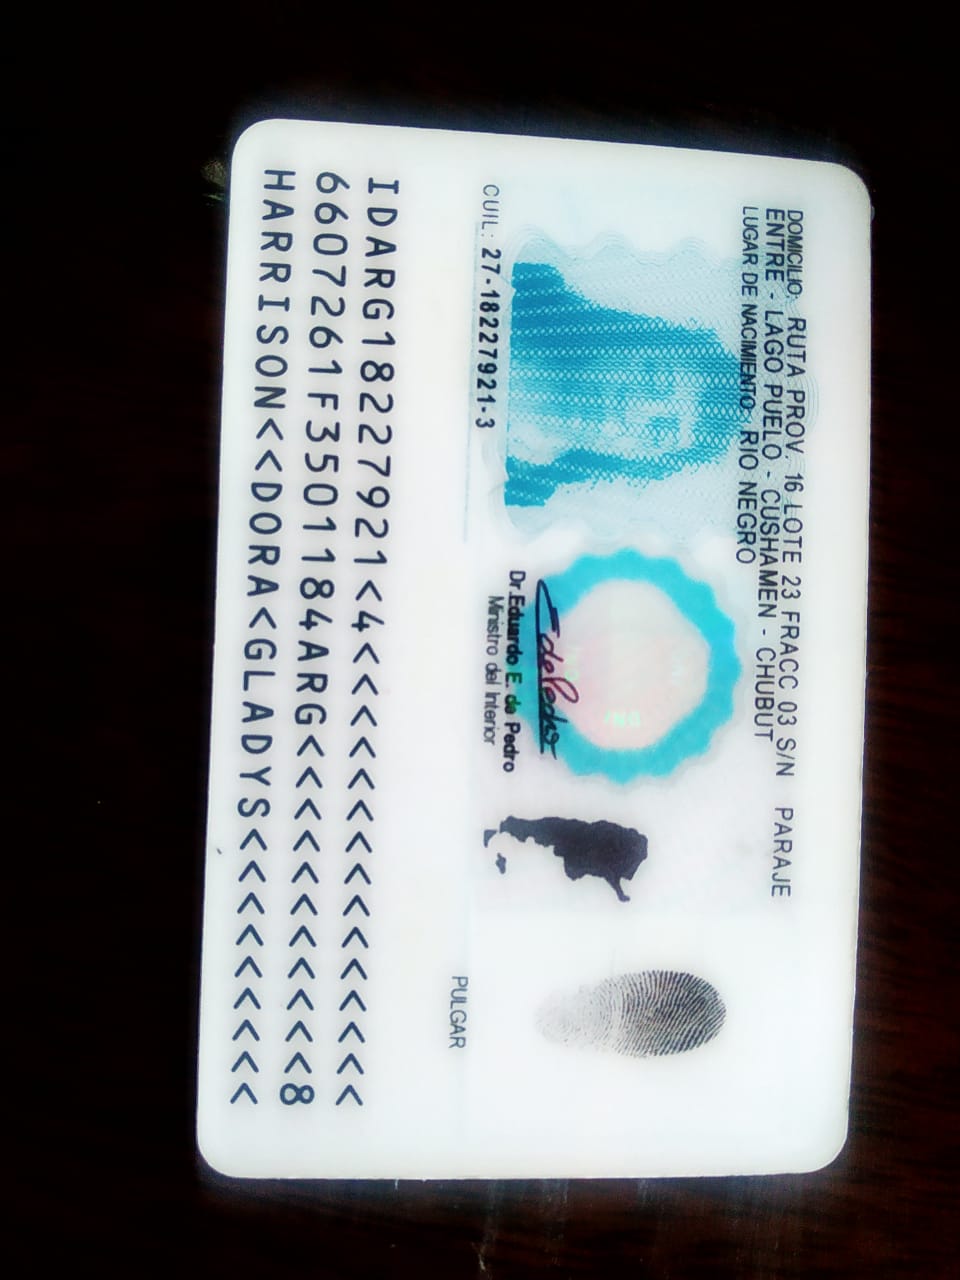 DOMICILIO: RUTA PROV. 16 LOTE 23 FRACC 03 S/N PARAJE
ENTRE - LAGO PUELO - CUSHAMEN - CHUBUT
LUGAR DE NACIMIENTO: RIO NEGRO
CUIL: 27-18227921-3
Dr. Eduardo E. de Pedro
Ministro del Interior
PULGAR
IDARG18227921<4<<<<<<<<<<<<<<<
6607261F3501184ARG<<<<<<<<<<<8
HARRISON<<DORA<GLADYS<<<<<<<<<